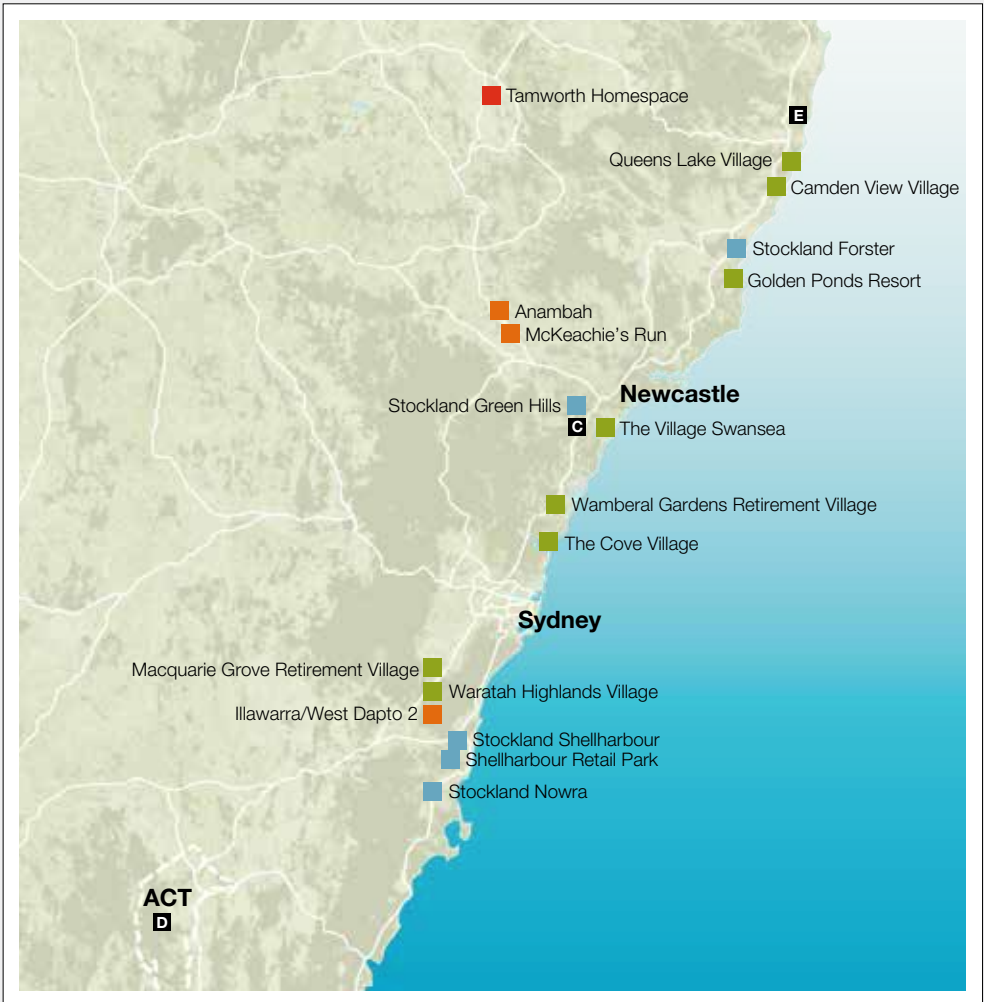 Tamworth Homespace
E
Queens Lake Village
Camden View Village
Stockland Forster
Golden Ponds Resort
Anambah
McKeachie's Run
Newcastle
Stockland Green Hills
C
The Village Swansea
Wamberal Gardens Retirement Village
The Cove Village
Sydney
Macquarie Grove Retirement Village
Waratah Highlands Village
Illawarra/West Dapto 2
Stockland Shellharbour
Shellharbour Retail Park
Stockland Nowra
ACT
D